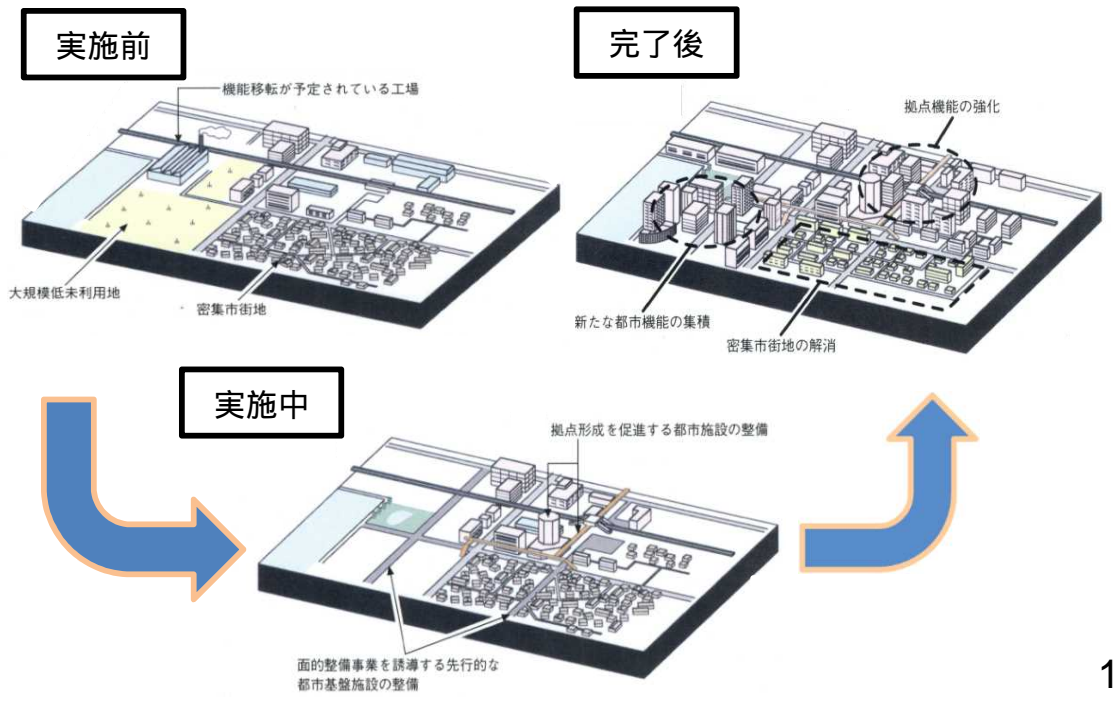 実施前
機能移転が予定されている工場
大規模低未利用地
密集市街地
完了後
拠点機能の強化
新たな都市機能の集積
密集市街地の解消
実施中
拠点形成を促進する都市施設の整備
面的整備事業を誘導する先行的な
都市基盤施設の整備
1